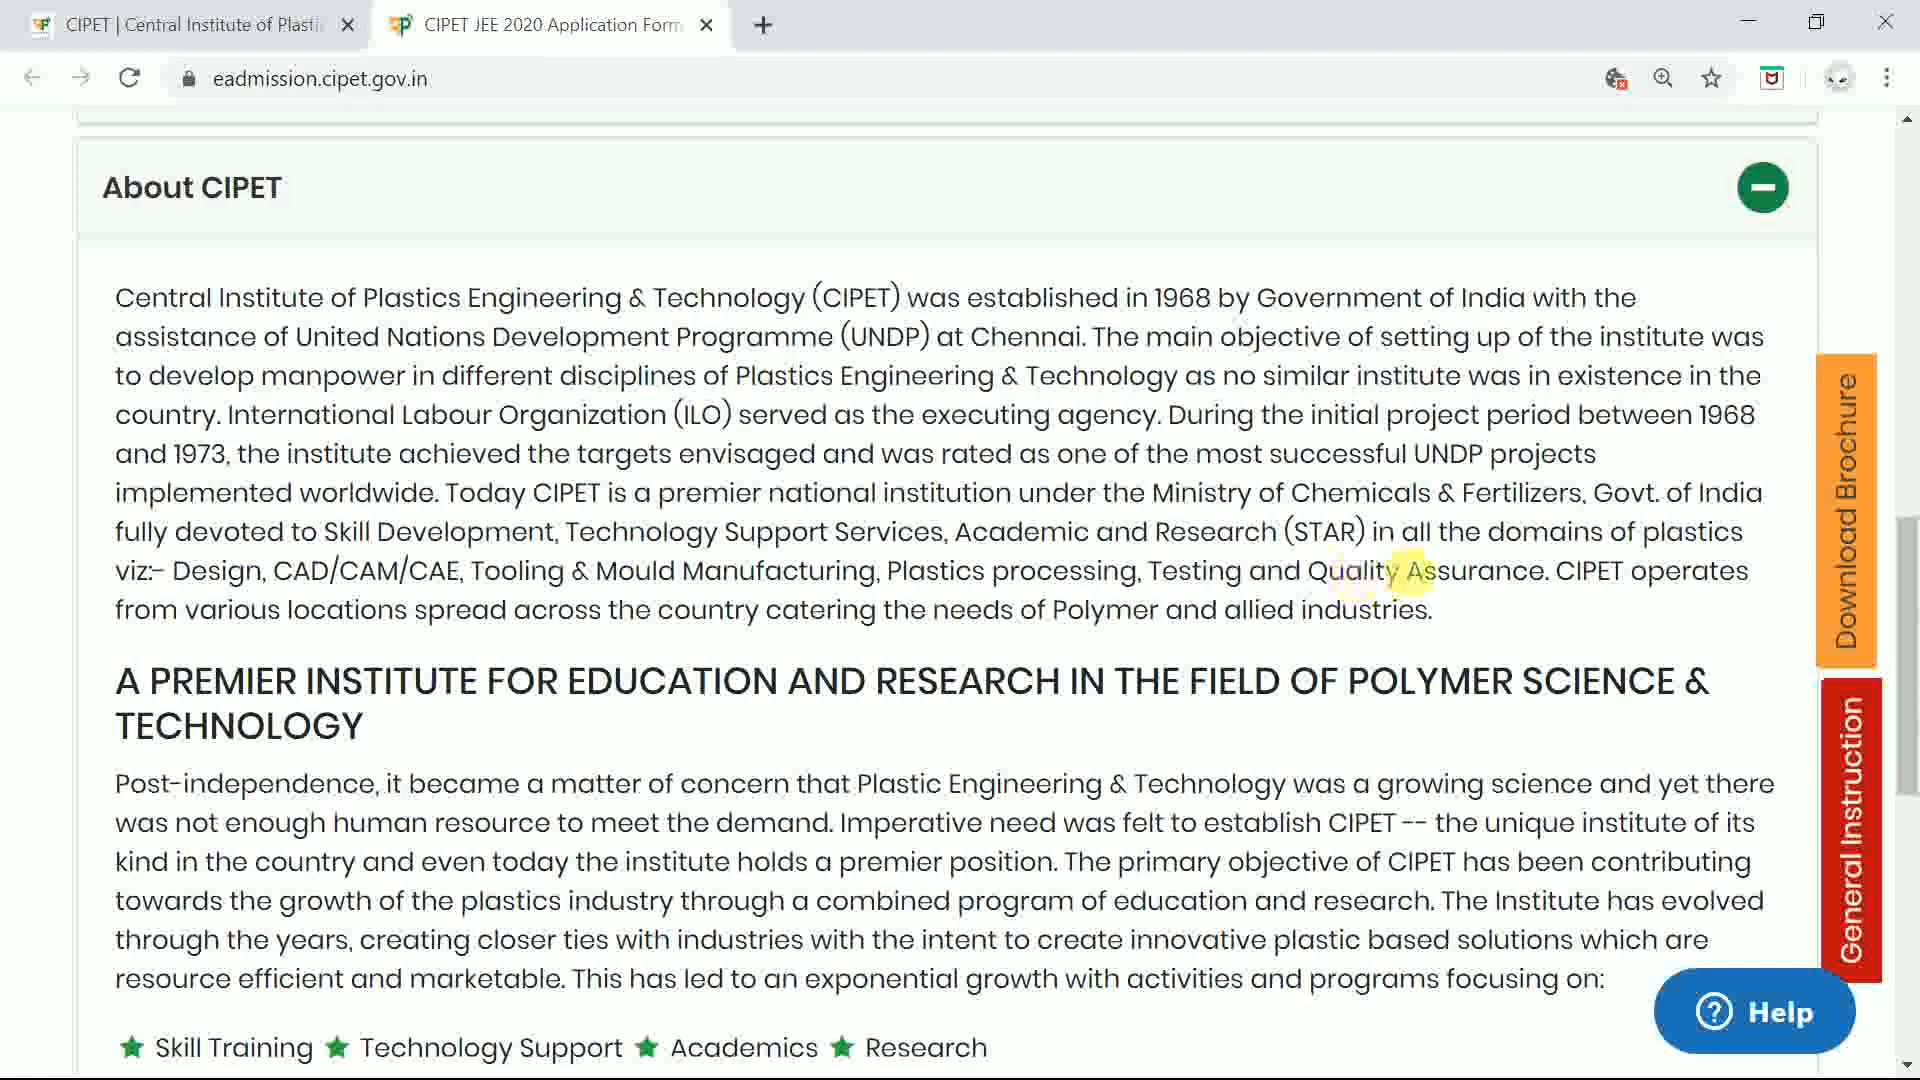 CIPET | Central Institute of Plasti
CIPET JEE 2020 Application Form
eadmission.cipet.gov.in
About CIPET
Central Institute of Plastics Engineering & Technology (CIPET) was established in 1968 by Government of India with the
assistance of United Nations Development Programme (UNDP) at Chennai. The main objective of setting up of the institute was
to develop manpower in different disciplines of Plastics Engineering & Technology as no similar institute was in existence in the
country. International Labour Organization (ILO) served as the executing agency. During the initial project period between 1968
and 1973, the institute achieved the targets envisaged and was rated as one of the most successful UNDP projects
implemented worldwide. Today CIPET is a premier national institution under the Ministry of Chemicals & Fertilizers, Govt. of India
fully devoted to Skill Development, Technology Support Services, Academic and Research (STAR) in all the domains of plastics
viz:- Design, CAD/CAM/CAE, Tooling & Mould Manufacturing, Plastics processing, Testing and Quality Assurance. CIPET operates
from various locations spread across the country catering the needs of Polymer and allied industries.
A PREMIER INSTITUTE FOR EDUCATION AND RESEARCH IN THE FIELD OF POLYMER SCIENCE &
TECHNOLOGY
Post-independence, it became a matter of concern that Plastic Engineering & Technology was a growing science and yet there
was not enough human resource to meet the demand. Imperative need was felt to establish CIPET -- the unique institute of its
kind in the country and even today the institute holds a premier position. The primary objective of CIPET has been contributing
towards the growth of the plastics industry through a combined program of education and research. The Institute has evolved
through the years, creating closer ties with industries with the intent to create innovative plastic based solutions which are
resource efficient and marketable. This has led to an exponential growth with activities and programs focusing on:
Skill Training Technology Support Academics Research
Download Brochure
General Instruction
Help